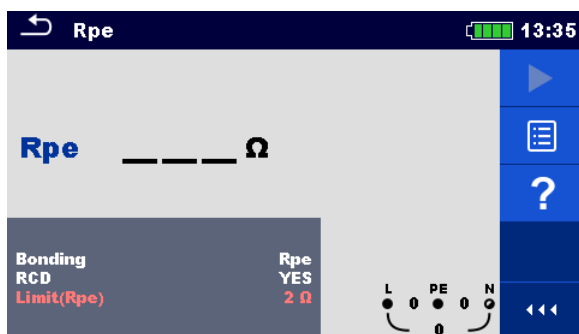 Rpe 13:35
Rpe ___ Ω
?
Bonding Rpe
RCD YES
Limit(Rpe) 2 Ω
L PE N
0 0
0